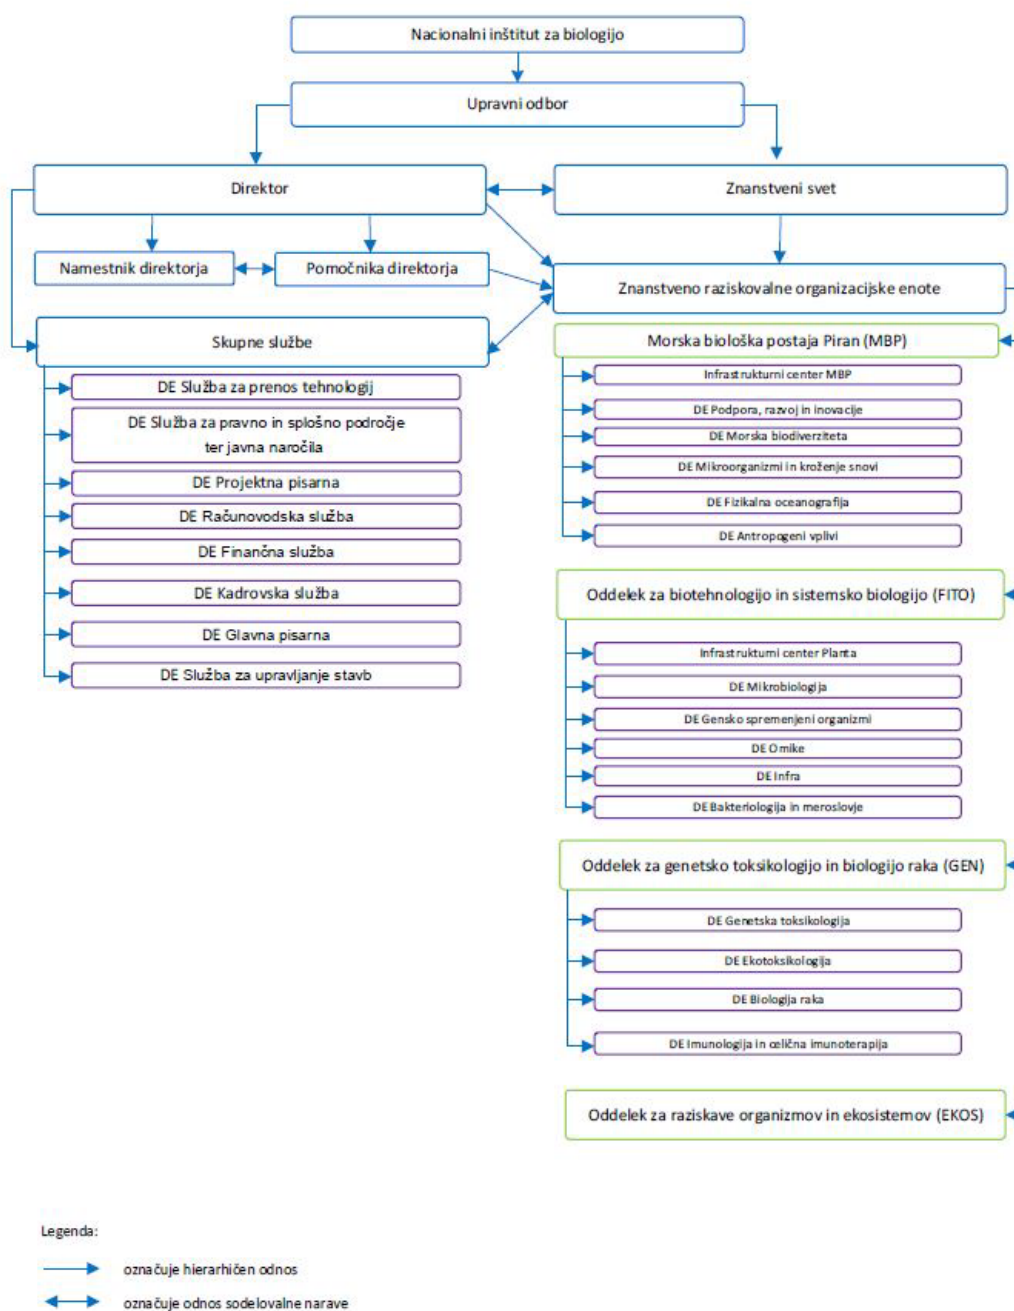 Nacionalni inštitut za biologijo
Upravni odbor
Direktor
Znanstveni svet
Namestnik direktorja
Pomočnika direktorja
Znanstveno raziskovalne organizacijske enote
Skupne službe
DE Služba za prenos tehnologij
DE Služba za pravno in splošno področje
ter javna naročila
DE Projektna pisarna
DE Računovodska služba
DE Finančna služba
DE Kadrovska služba
DE Glavna pisarna
DE Služba za upravljanje stavb
Morska biološka postaja Piran (MBP)
Infrastrukturni center MBP
DE Podpora, razvoj in inovacije
DE Morska biodiverziteta
DE Mikroorganizmi in kroženje snovi
DE Fizikalna oceanografija
DE Antropogeni vplivi
Oddelek za biotehnologijo in sistemsko biologijo (FITO)
Infrastrukturni center Planta
DE Mikrobiologija
DE Gensko spremenjeni organizmi
DE Omike
DE Infra
DE Bakteriologija in meroslovje
Oddelek za genetsko toksikologijo in biologijo raka (GEN)
DE Genetska toksikologija
DE Ekotoksikologija
DE Biologija raka
DE Imunologija in celična imunoterapija
Oddelek za raziskave organizmov in ekosistemov (EKOS)
Legenda:
označuje hierarhičen odnos
označuje odnos sodelovalne narave